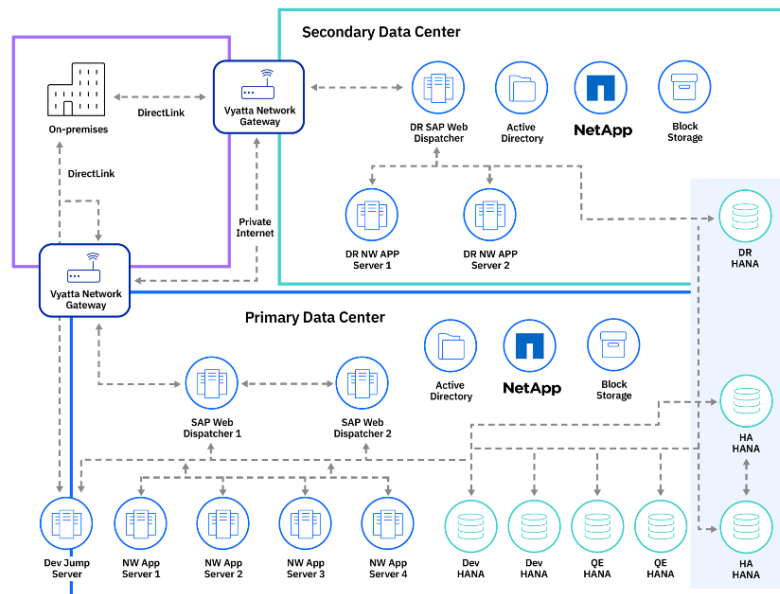 Secondary Data Center
On-premises
DirectLink
Vyatta Network
Gateway
DR SAP Web
Dispatcher
Active
Directory
NetApp
Block
Storage
DirectLink
Private
Internet
DR NW APP
Server 1
DR NW APP
Server 2
DR
HANA
Vyatta Network
Gateway
Primary Data Center
Active
Directory
NetApp
Block
Storage
SAP Web
Dispatcher 1
SAP Web
Dispatcher 2
HA
HANA
Dev Jump
Server
NW App
Server 1
NW App
Server 2
NW App
Server 3
NW App
Server 4
Dev
HANA
Dev
HANA
QE
HANA
QE
HANA
HA
HANA